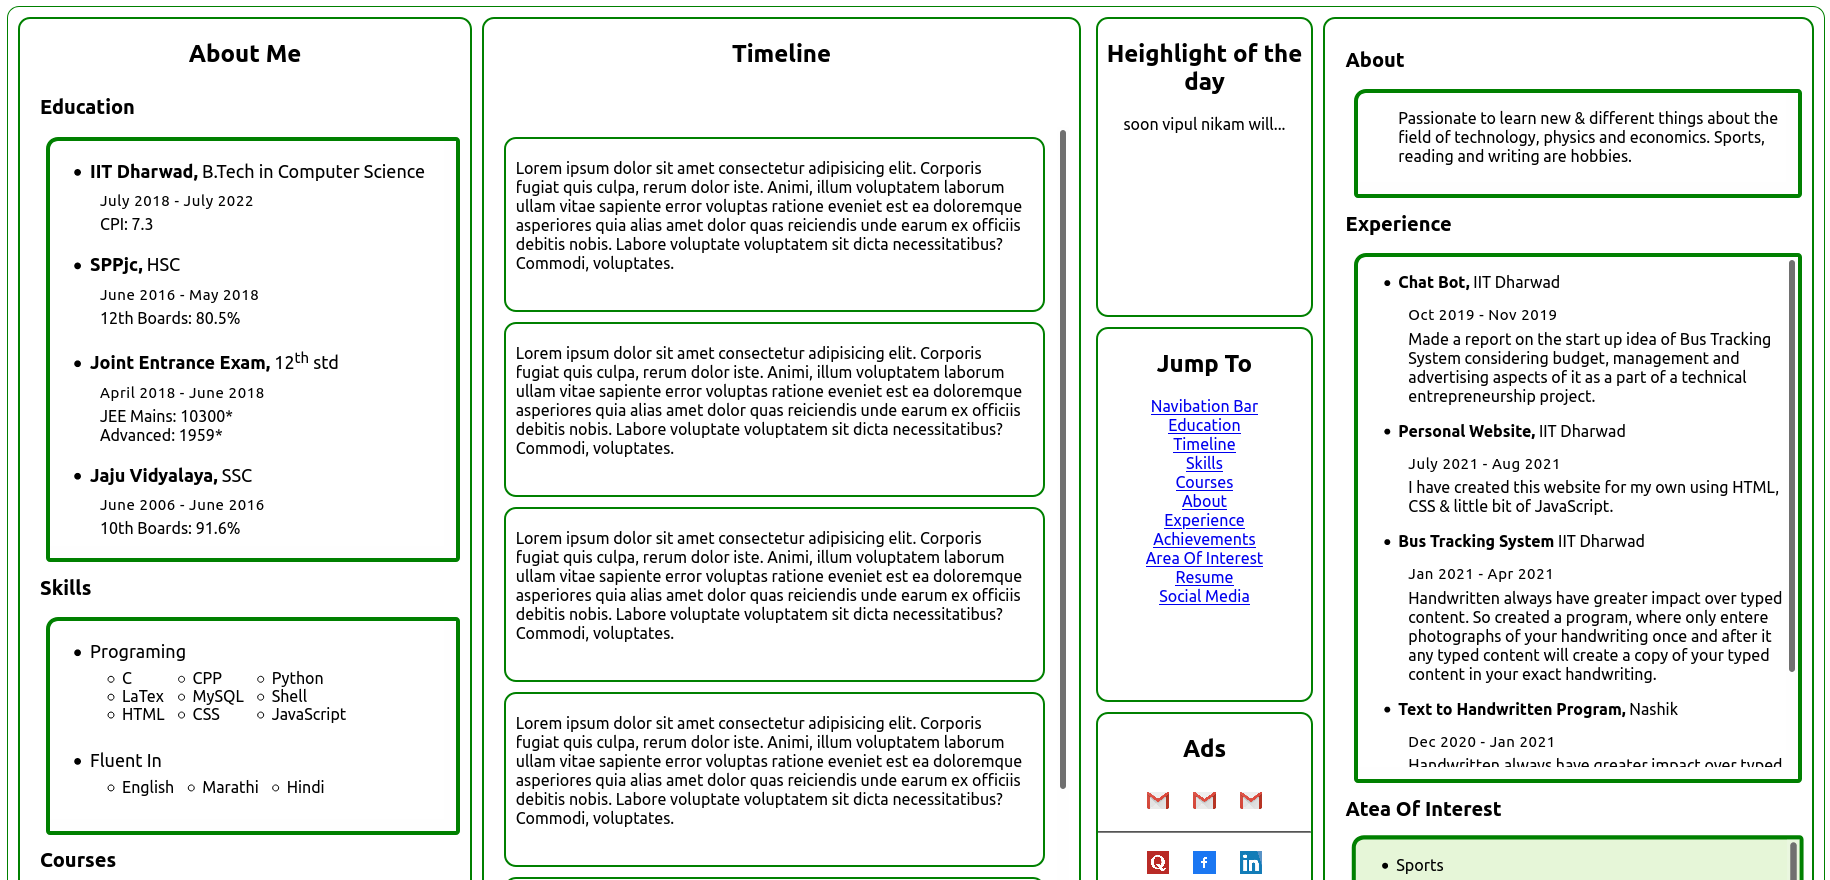 About Me
Education
IIT Dharwad, B.Tech in Computer Science
July 2018 - July 2022
CPI: 7.3
SPPjc, HSC
June 2016 - May 2018
12th Boards: 80.5%
Joint Entrance Exam, 12th std
April 2018 - June 2018
JEE Mains: 10300*
Advanced: 1959*
Jaju Vidyalaya, SSC
June 2006 - June 2016
10th Boards: 91.6%
Skills
Programing
C CPP Python
LaTex MySQL Shell
HTML CSS JavaScript
Fluent In
English Marathi Hindi
Courses
Timeline
Lorem ipsum dolor sit amet consectetur adipisicing elit. Corporis
fugiat quis culpa, rerum dolor iste. Animi, illum voluptatem laborum
ullam vitae sapiente error voluptas ratione eveniet est ea doloremque
asperiores quia alias amet dolor quas reiciendis unde earum ex officiis
debitis nobis. Labore voluptate voluptatem sit dicta necessitatibus?
Commodi, voluptates.
Lorem ipsum dolor sit amet consectetur adipisicing elit. Corporis
fugiat quis culpa, rerum dolor iste. Animi, illum voluptatem laborum
ullam vitae sapiente error voluptas ratione eveniet est ea doloremque
asperiores quia alias amet dolor quas reiciendis unde earum ex officiis
debitis nobis. Labore voluptate voluptatem sit dicta necessitatibus?
Commodi, voluptates.
Lorem ipsum dolor sit amet consectetur adipisicing elit. Corporis
fugiat quis culpa, rerum dolor iste. Animi, illum voluptatem laborum
ullam vitae sapiente error voluptas ratione eveniet est ea doloremque
asperiores quia alias amet dolor quas reiciendis unde earum ex officiis
debitis nobis. Labore voluptate voluptatem sit dicta necessitatibus?
Commodi, voluptates.
Lorem ipsum dolor sit amet consectetur adipisicing elit. Corporis
fugiat quis culpa, rerum dolor iste. Animi, illum voluptatem laborum
ullam vitae sapiente error voluptas ratione eveniet est ea doloremque
asperiores quia alias amet dolor quas reiciendis unde earum ex officiis
debitis nobis. Labore voluptate voluptatem sit dicta necessitatibus?
Commodi, voluptates.
Heighlight of the
day
soon vipul nikam will...
Jump To
Navibation Bar
Education
Timeline
Skills
Courses
About
Experience
Achievements
Area Of Interest
Resume
Social Media
Ads
About
Passionate to learn new & different things about the
field of technology, physics and economics. Sports,
reading and writing are hobbies.
Experience
Chat Bot, IIT Dharwad
Oct 2019 - Nov 2019
Made a report on the start up idea of Bus Tracking
System considering budget, management and
advertising aspects of it as a part of a technical
entrepreneurship project.
Personal Website, IIT Dharwad
July 2021 - Aug 2021
I have created this website for my own using HTML,
CSS & little bit of JavaScript.
Bus Tracking System IIT Dharwad
Jan 2021 - Apr 2021
Handwritten always have greater impact over typed
content. So created a program, where only entere
photographs of your handwriting once and after it
any typed content will create a copy of your typed
content in your exact handwriting.
Text to Handwritten Program, Nashik
Dec 2020 - Jan 2021
Handwritten always have greater impact over typed
Atea Of Interest
Sports